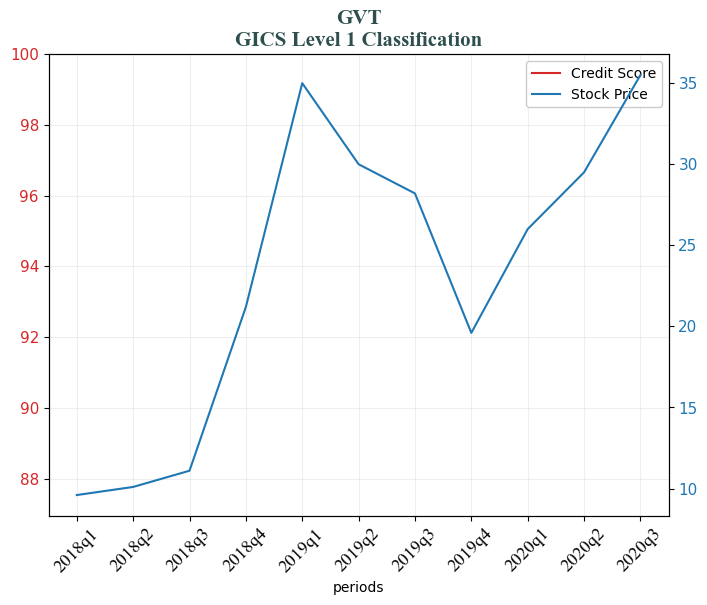 GVT
GICS Level 1 Classification
100
98
96
94
92
90
88
Credit Score
Stock Price
35
30
25
20
15
10
2018q1
2018q2
2018q3
2018q4
2019q1
2019q2
2019q3
2019q4
2020q1
2020q2
2020q3
periods